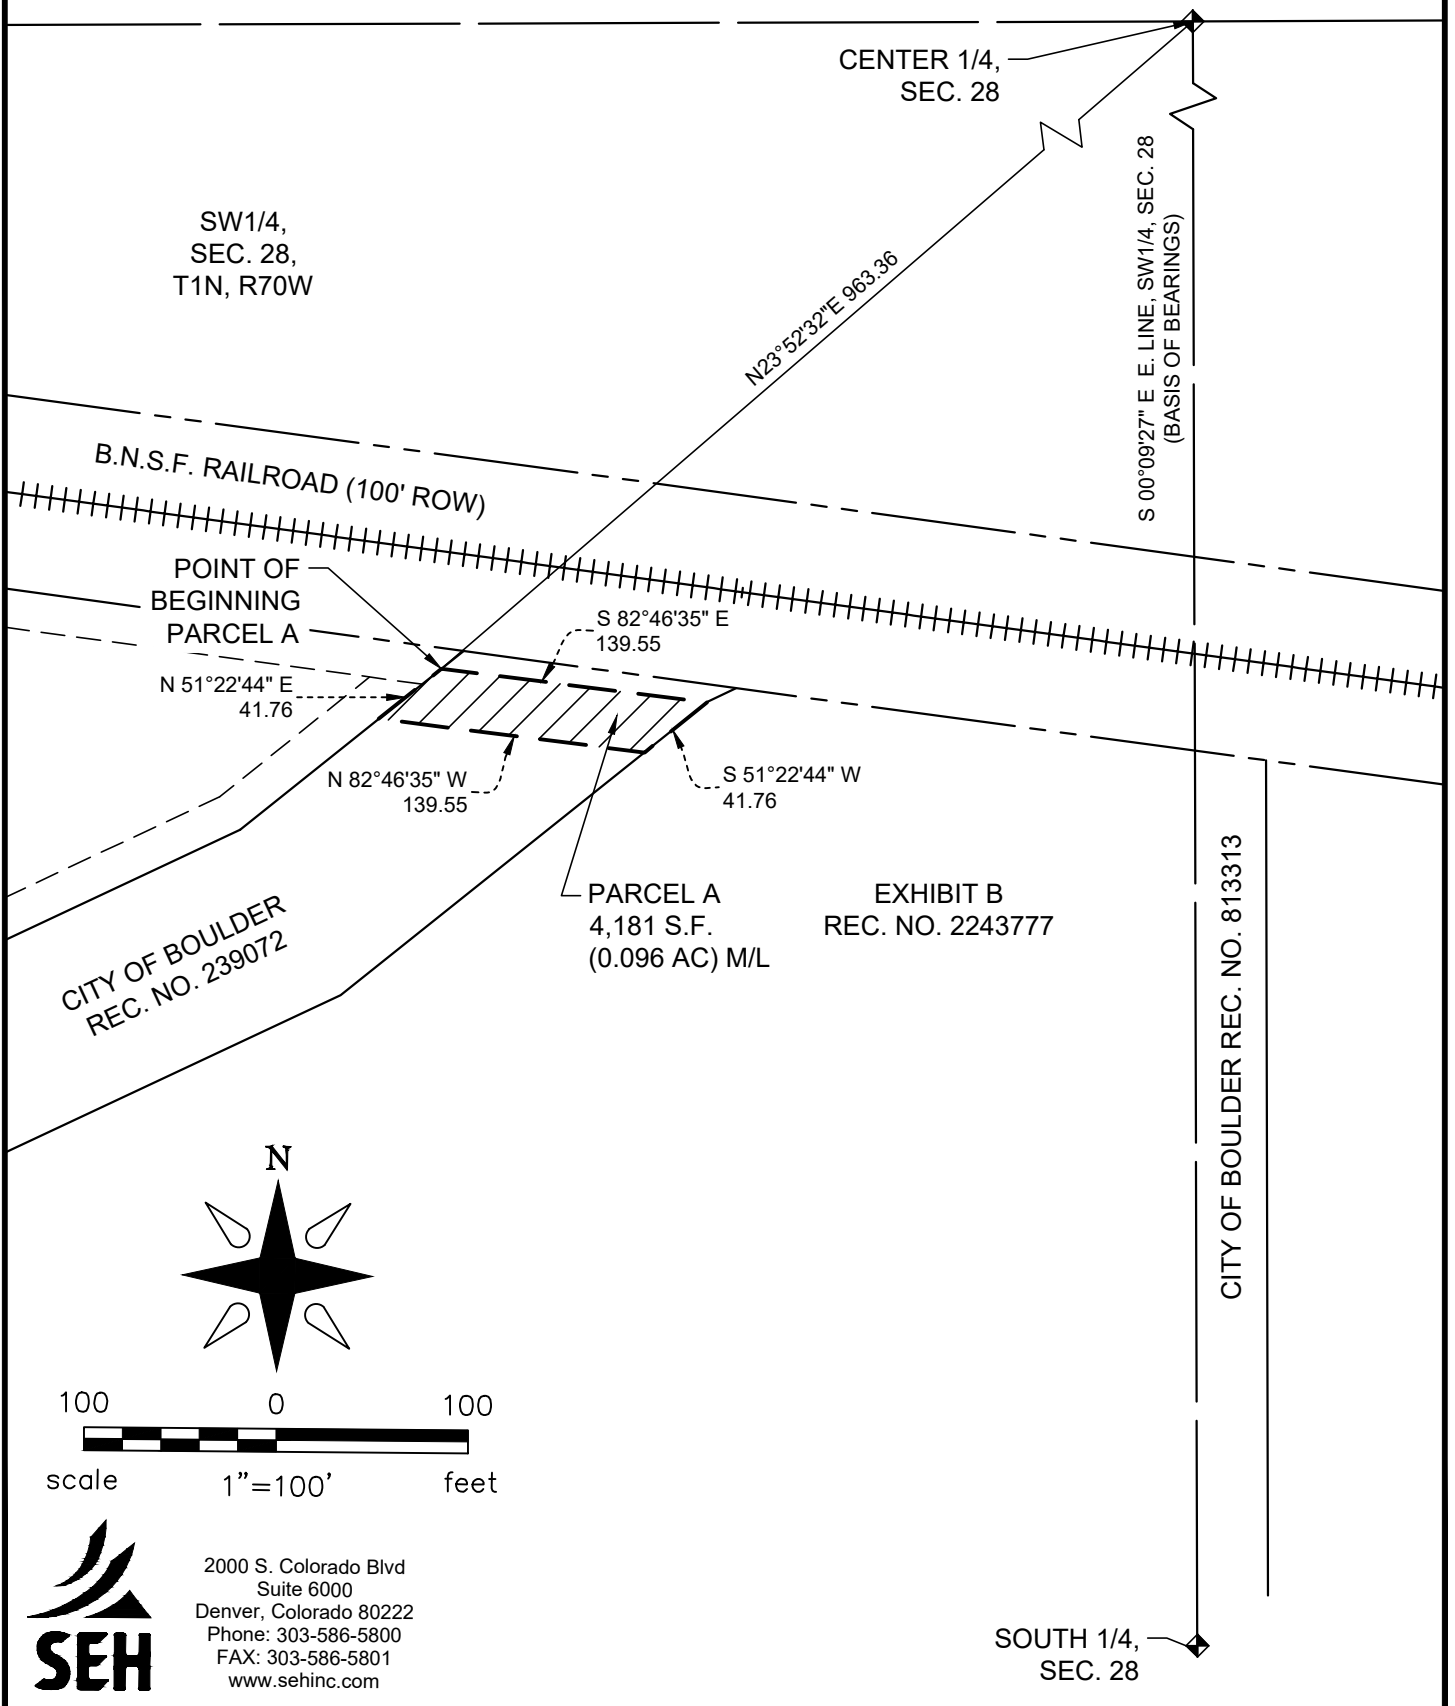 CENTER 1/4,
SEC. 28
SW1/4,
SEC. 28,
T1N, R70W
N23°52'32"E 963.36
S 00°09'27" E E. LINE, SW1/4, SEC. 28
(BASIS OF BEARINGS)
B.N.S.F. RAILROAD (100' ROW)
POINT OF
BEGINNING
PARCEL A
S 82°46'35" E
139.55
N 51°22'44" E
41.76
N 82°46'35" W
139.55
S 51°22'44" W
41.76
PARCEL A
4,181 S.F.
(0.096 AC) M/L
EXHIBIT B
REC. NO. 2243777
CITY OF BOULDER
REC. NO. 239072
CITY OF BOULDER REC. NO. 813313
N
100 0 100
scale 1"=100' feet
SEH
2000 S. Colorado Blvd
Suite 6000
Denver, Colorado 80222
Phone: 303-586-5800
FAX: 303-586-5801
www.sehinc.com
SOUTH 1/4,
SEC. 28